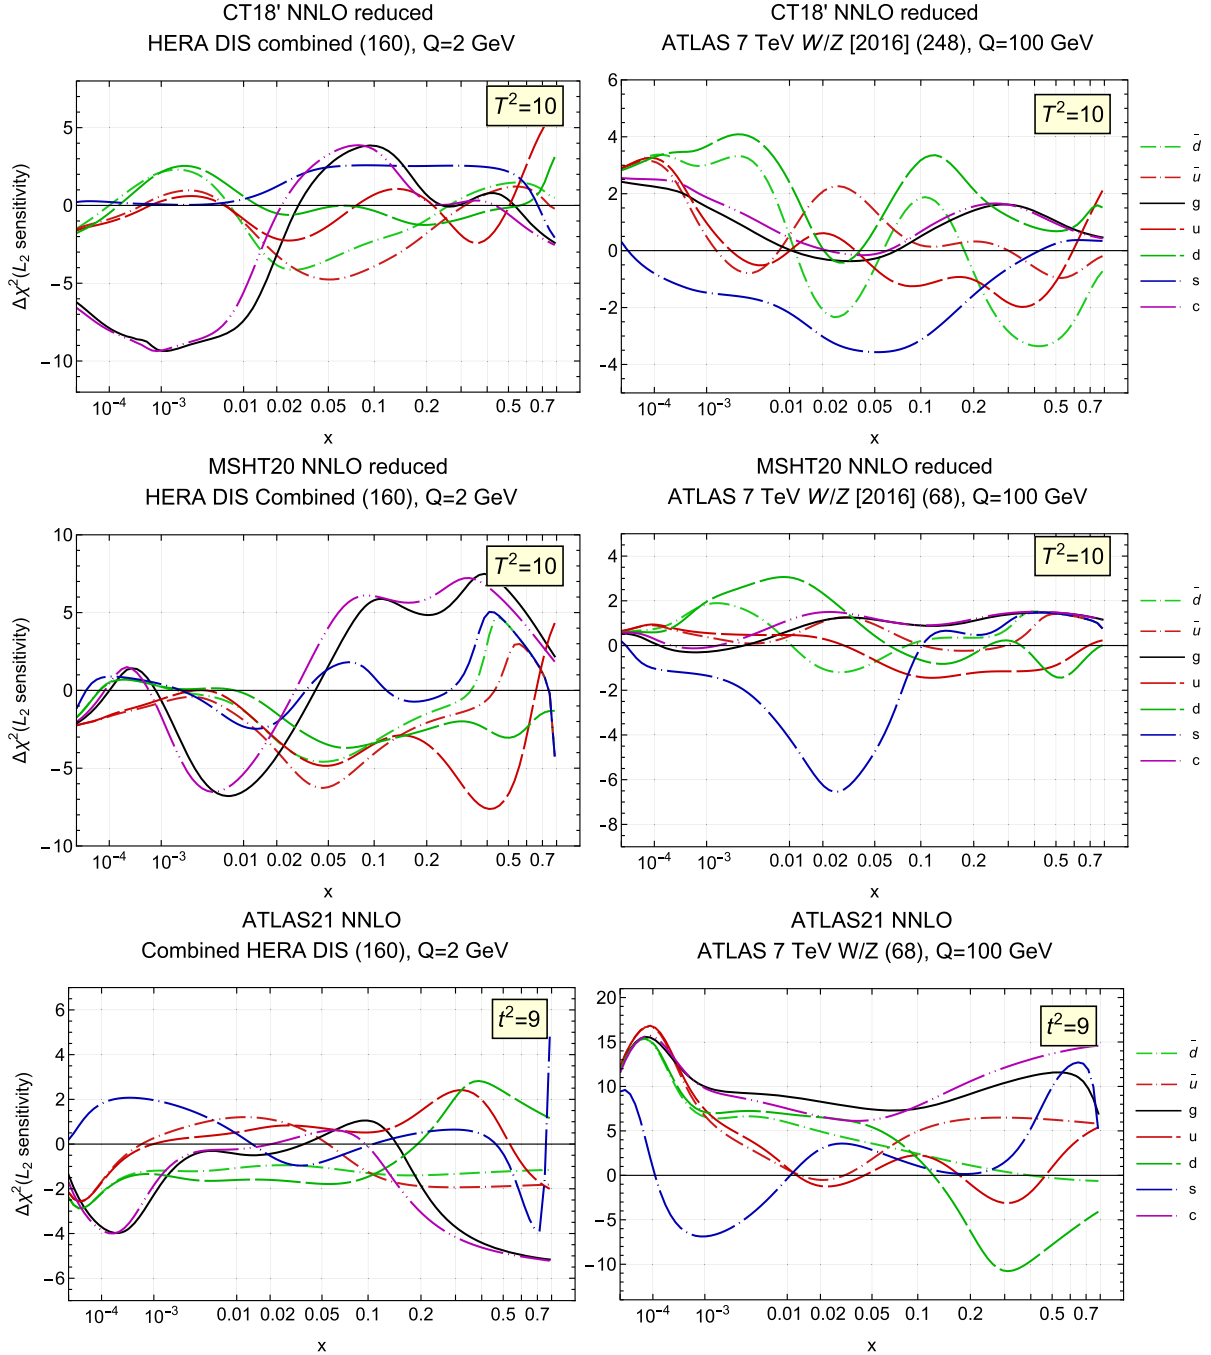 CT18' NNLO reduced
HERA DIS combined (160), Q=2 GeV
T²=10
Δχ²(L₂ sensitivity)
5
0
−5
−10
10⁻⁴ 10⁻³ 0.01 0.02 0.05 0.1 0.2 0.5 0.7
x
CT18' NNLO reduced
ATLAS 7 TeV W/Z [2016] (248), Q=100 GeV
T²=10
6
4
2
0
−2
−4
10⁻⁴ 10⁻³ 0.01 0.02 0.05 0.1 0.2 0.5 0.7
x
d̄
ū
g
u
d
s
c
MSHT20 NNLO reduced
HERA DIS Combined (160), Q=2 GeV
T²=10
Δχ²(L₂ sensitivity)
10
5
0
−5
−10
10⁻⁴ 10⁻³ 0.01 0.02 0.05 0.1 0.2 0.5 0.7
x
MSHT20 NNLO reduced
ATLAS 7 TeV W/Z [2016] (68), Q=100 GeV
T²=10
4
2
0
−2
−4
−6
−8
10⁻⁴ 10⁻³ 0.01 0.02 0.05 0.1 0.2 0.5 0.7
x
d̄
ū
g
u
d
s
c
ATLAS21 NNLO
Combined HERA DIS (160), Q=2 GeV
t²=9
Δχ²(L₂ sensitivity)
6
4
2
0
−2
−4
−6
10⁻⁴ 10⁻³ 0.01 0.02 0.05 0.1 0.2 0.5 0.7
x
ATLAS21 NNLO
ATLAS 7 TeV W/Z (68), Q=100 GeV
t²=9
20
15
10
5
0
−5
−10
10⁻⁴ 10⁻³ 0.01 0.02 0.05 0.1 0.2 0.5 0.7
x
d̄
ū
g
u
d
s
c